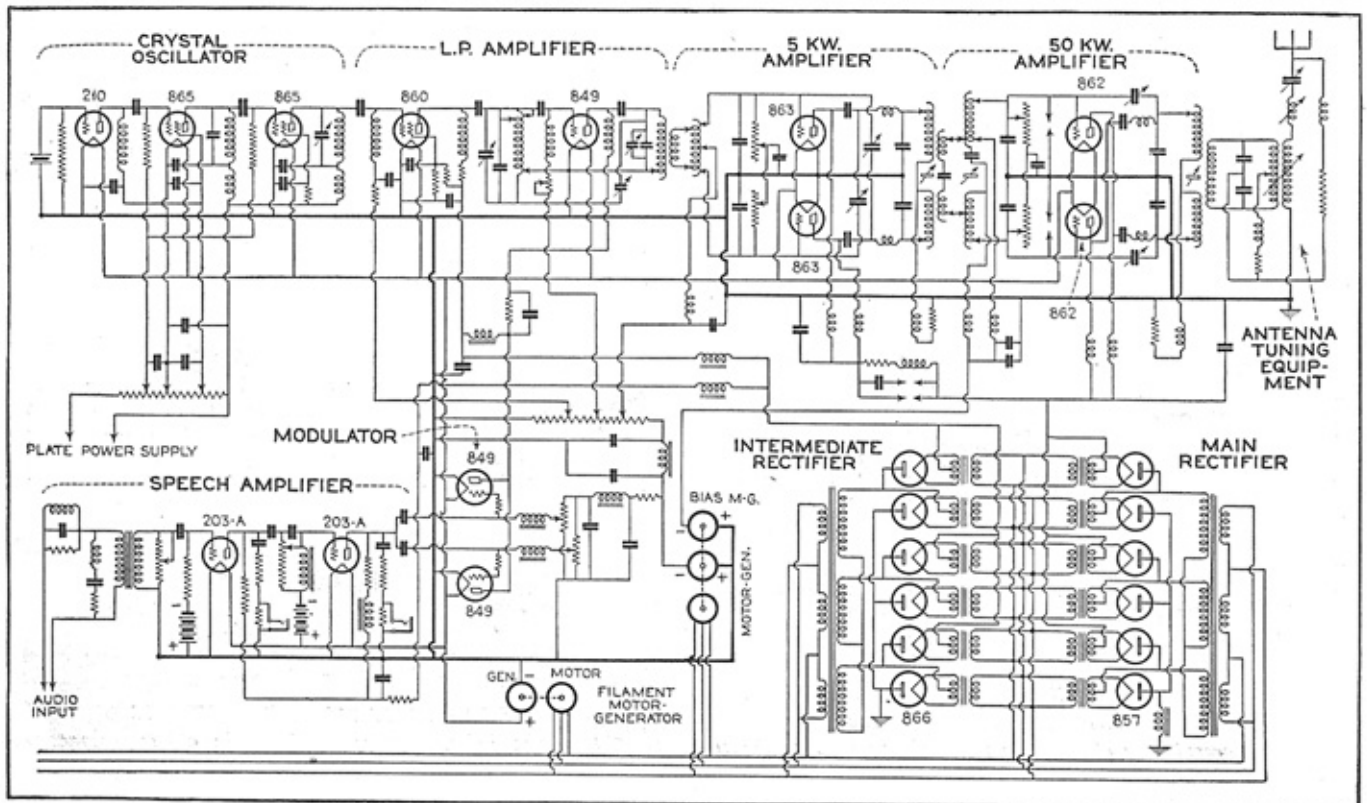 CRYSTAL
OSCILLATOR
L.P. AMPLIFIER
5 KW.
AMPLIFIER
50 KW.
AMPLIFIER
210
865
865
860
849
863
863
862
862
ANTENNA
TUNING
EQUIP-
MENT
PLATE POWER SUPPLY
MODULATOR
849
849
INTERMEDIATE
RECTIFIER
MAIN
RECTIFIER
SPEECH AMPLIFIER
203-A
203-A
- +
- +
BIAS M-G.
- +
- +
MOTOR-GEN.
AUDIO
INPUT
GEN. - +
MOTOR
FILAMENT
MOTOR-
GENERATOR
866
857